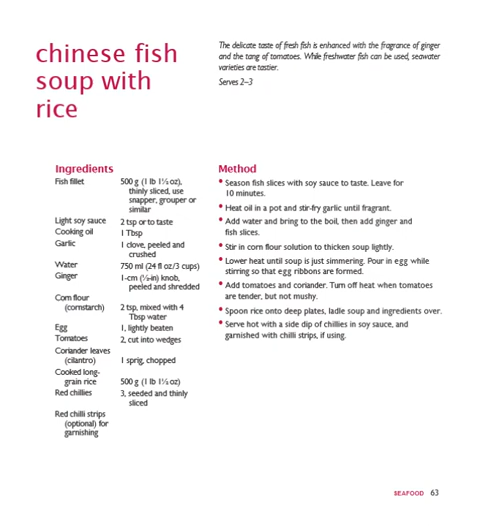 chinese fish
soup with
rice
The delicate taste of fresh fish is enhanced with the fragrance of ginger
and the tang of tomatoes. While freshwater fish can be used, seawater
varieties are tastier.
Serves 2–3
Ingredients
Fish fillet 500 g (1 lb 1½ oz),
thinly sliced, use
snapper, grouper or
similar
Light soy sauce 2 tsp or to taste
Cooking oil 1 Tbsp
Garlic 1 clove, peeled and
crushed
Water 750 ml (24 fl oz/3 cups)
Ginger 1-cm (½-in) knob,
peeled and shredded
Corn flour
(cornstarch) 2 tsp, mixed with 4
Tbsp water
Egg 1, lightly beaten
Tomatoes 2, cut into wedges
Coriander leaves
(cilantro) 1 sprig, chopped
Cooked long-
grain rice 500 g (1 lb 1½ oz)
Red chillies 3, seeded and thinly
sliced
Red chilli strips
(optional) for
garnishing
Method
• Season fish slices with soy sauce to taste. Leave for
10 minutes.
• Heat oil in a pot and stir-fry garlic until fragrant.
• Add water and bring to the boil, then add ginger and
fish slices.
• Stir in corn flour solution to thicken soup lightly.
• Lower heat until soup is just simmering. Pour in egg while
stirring so that egg ribbons are formed.
• Add tomatoes and coriander. Turn off heat when tomatoes
are tender, but not mushy.
• Spoon rice onto deep plates, ladle soup and ingredients over.
• Serve hot with a side dip of chillies in soy sauce, and
garnished with chilli strips, if using.
SEAFOOD 63